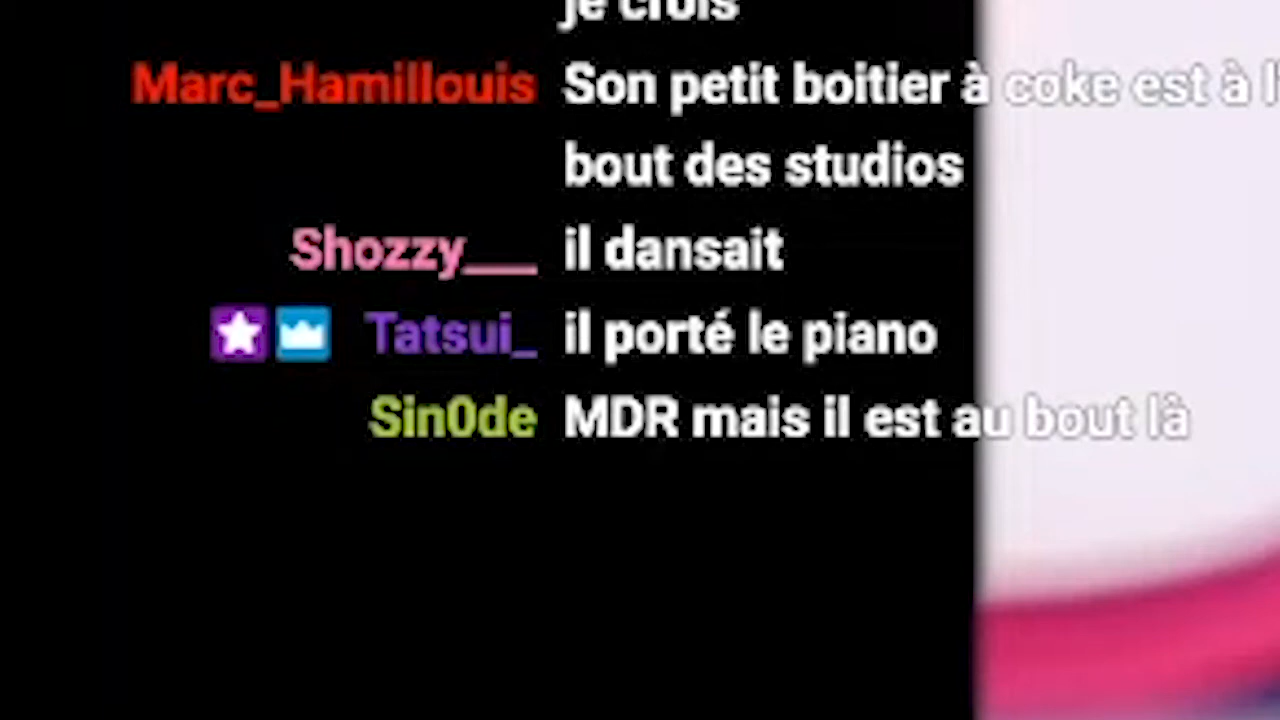 je crois
Marc_Hamillouis Son petit boitier à coke est à
bout des studios
Shozzy___ il dansait
Tatsui_ il porté le piano
Sin0de MDR mais il est au bout là